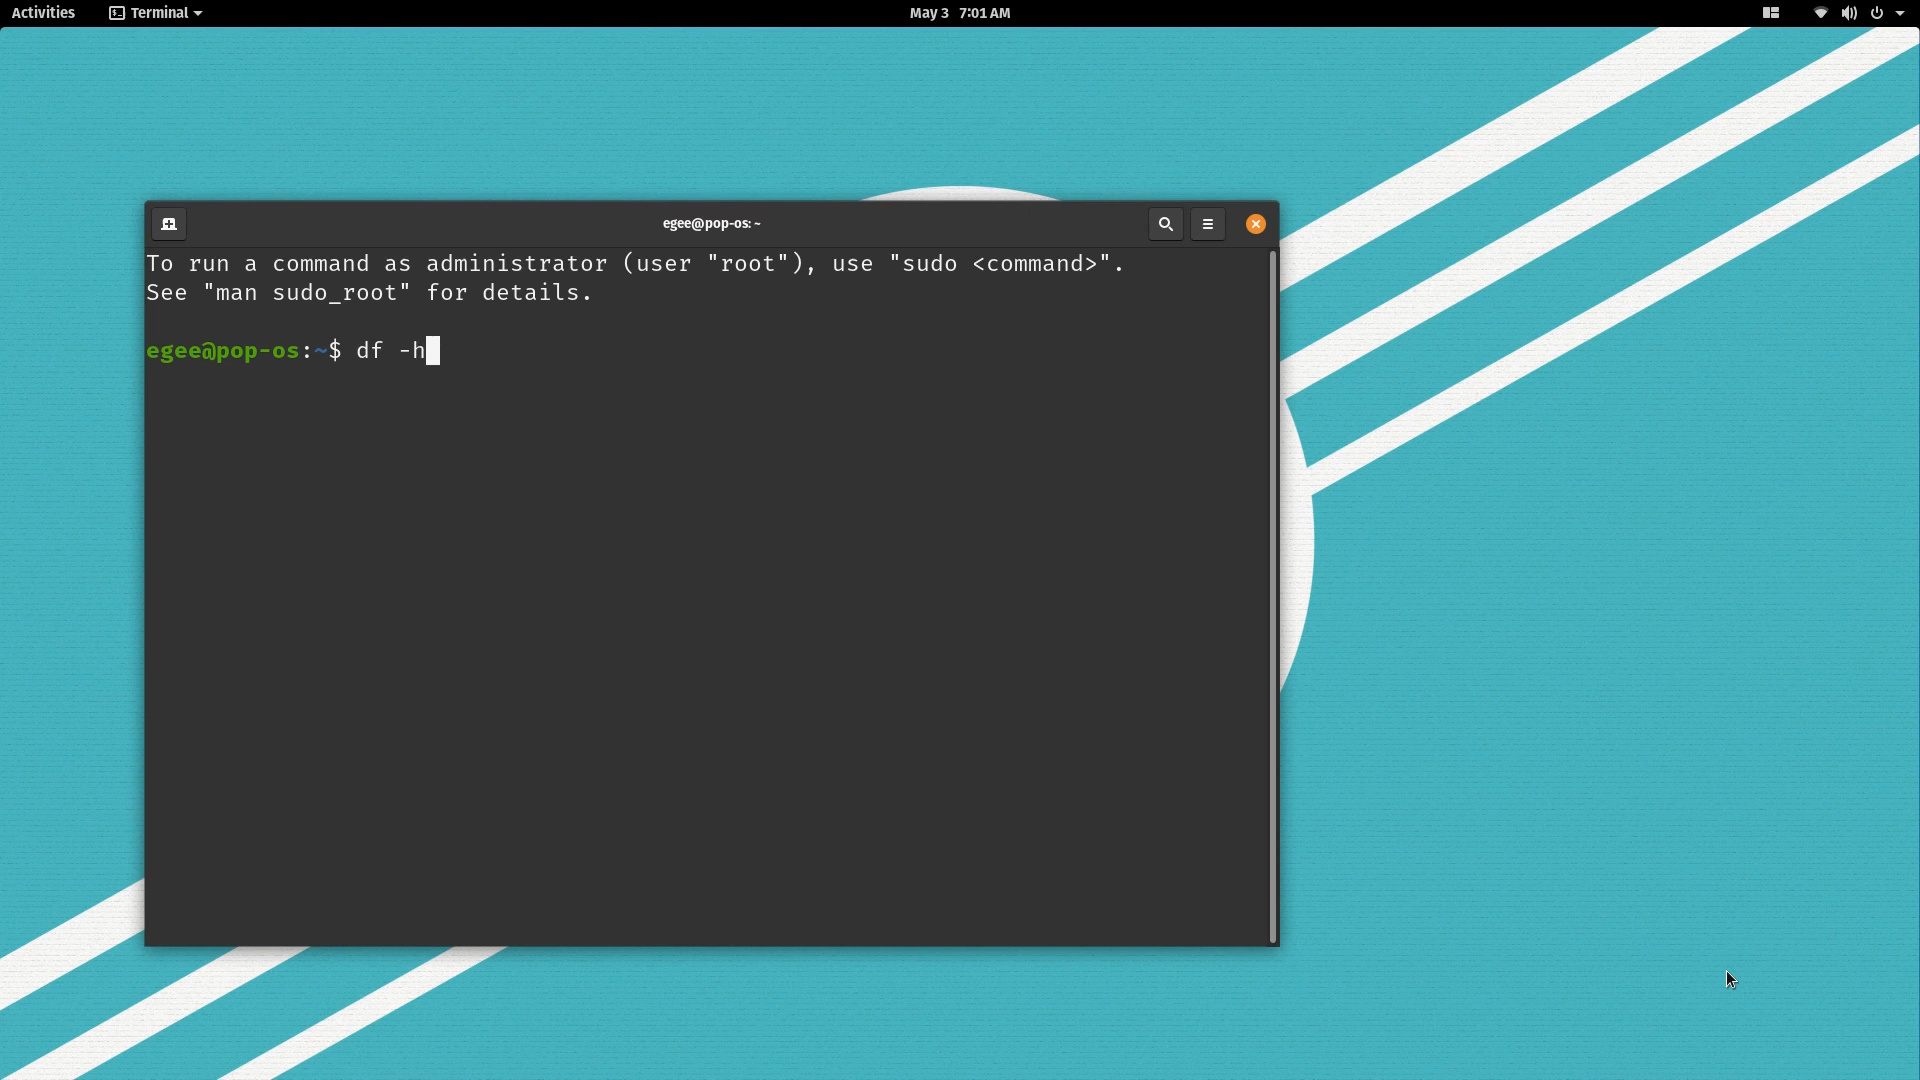 Activities Terminal May 3 7:01 AM
egee@pop-os: ~
To run a command as administrator (user "root"), use "sudo <command>".
See "man sudo_root" for details.
egee@pop-os:~$ df -h